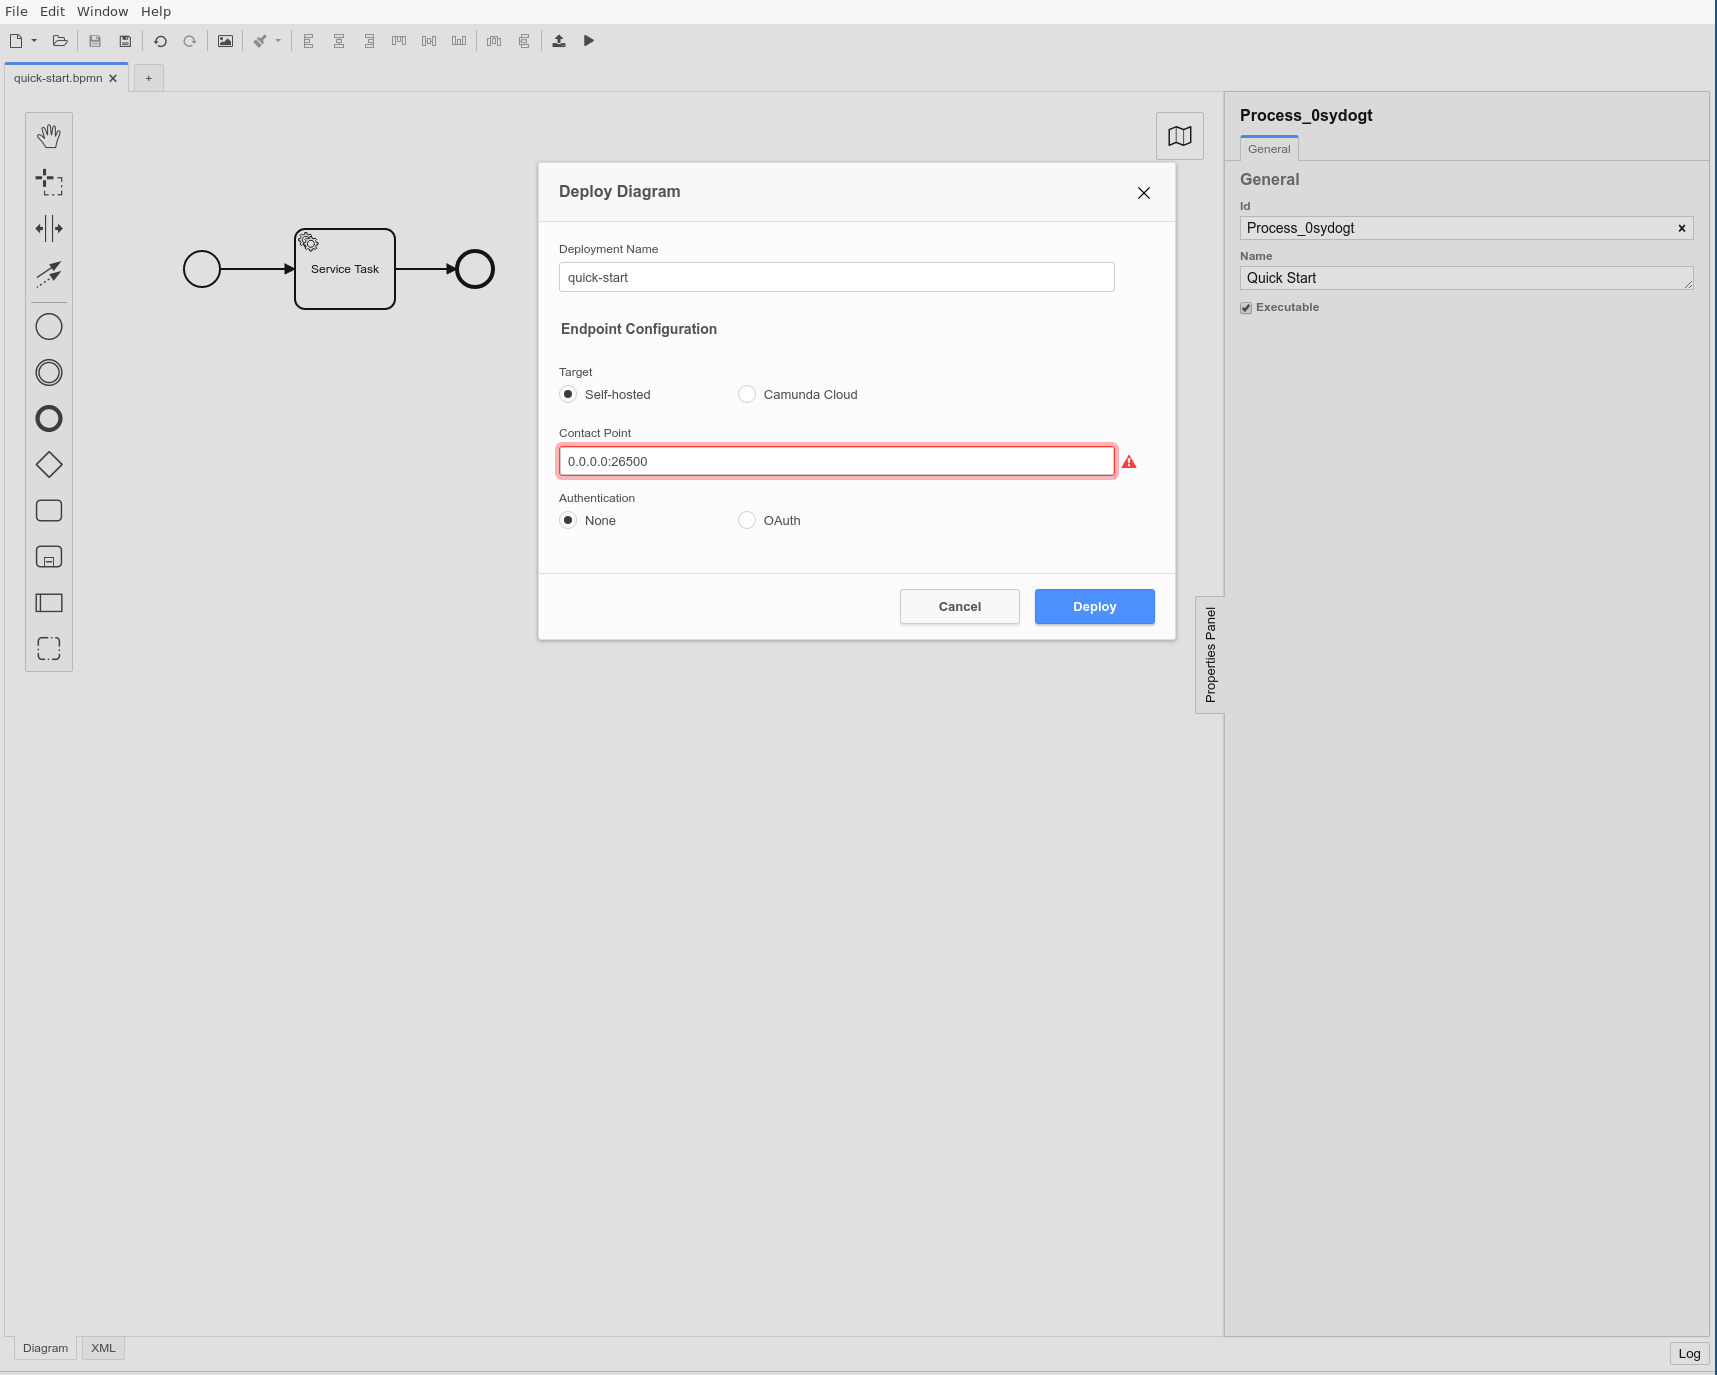 File Edit Window Help
quick-start.bpmn
+
Process_0sydogt
General
General
Id
Process_0sydogt
Name
Quick Start
Executable
Service Task
Deploy Diagram
Deployment Name
quick-start
Endpoint Configuration
Target
Self-hosted Camunda Cloud
Contact Point
0.0.0.0:26500
Authentication
None OAuth
Cancel Deploy
Properties Panel
Diagram XML
Log